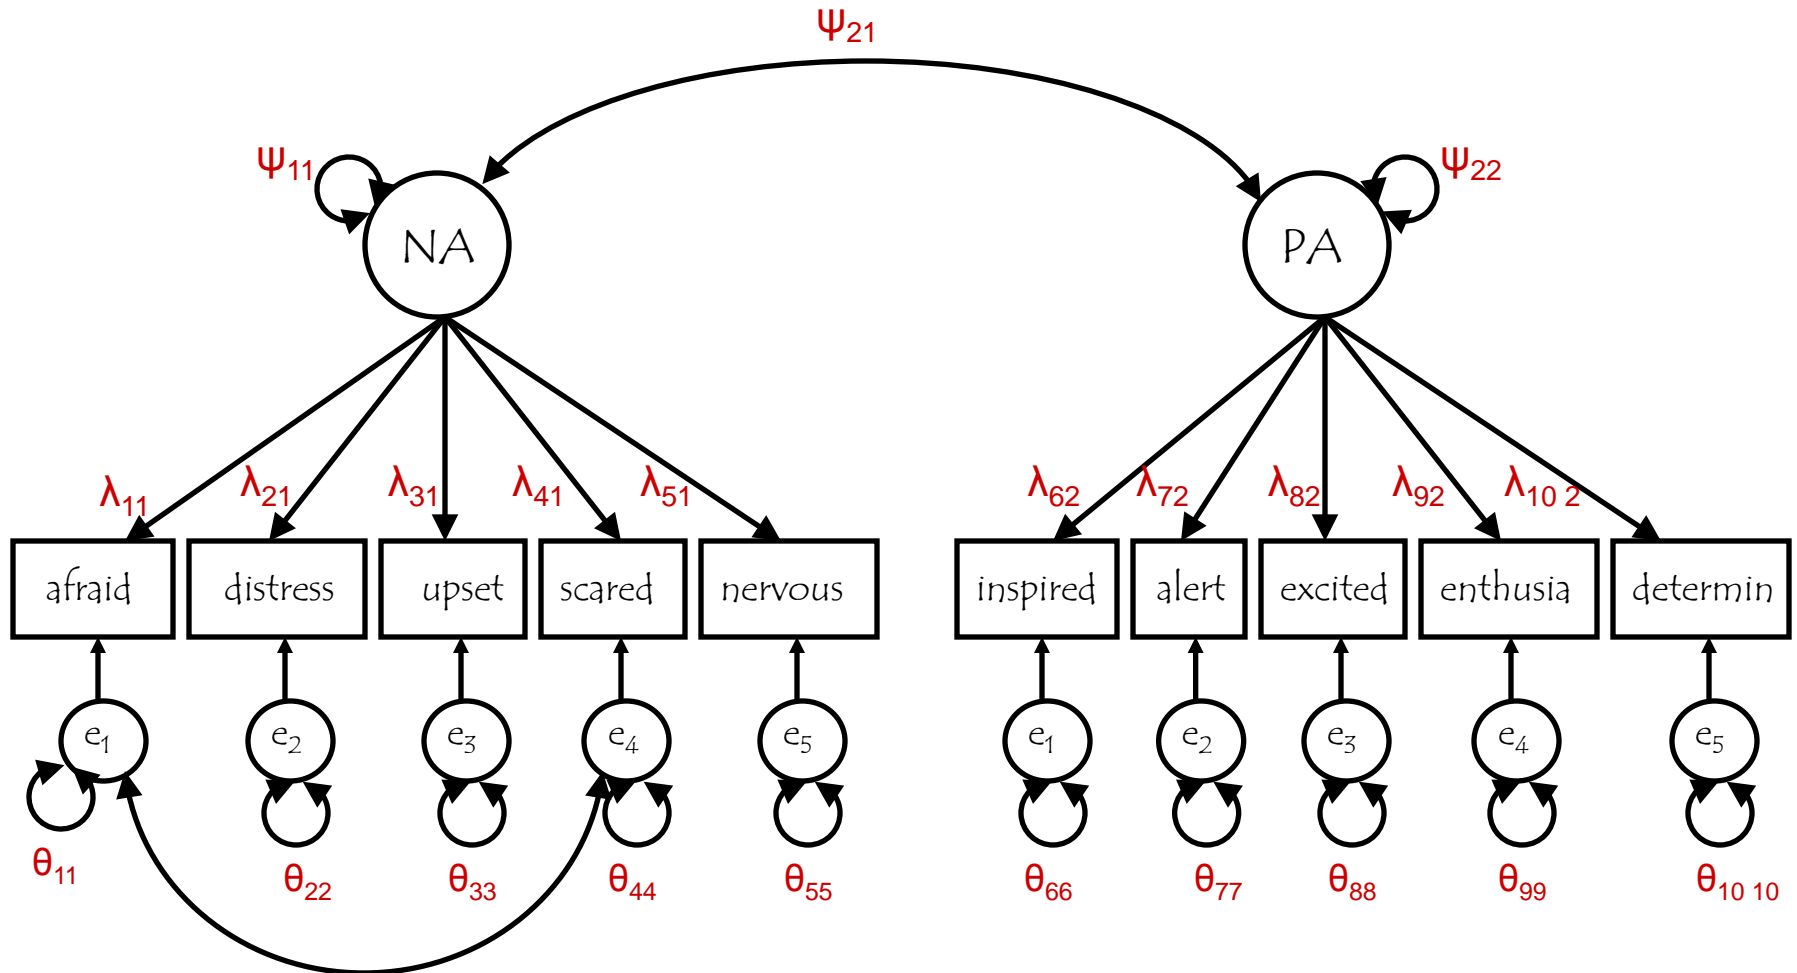 ψ21
ψ11 ψ22
NA PA
λ11 λ21 λ31 λ41 λ51 λ62 λ72 λ82 λ92 λ10 2
afraid distress upset scared nervous inspired alert excited enthusia determin
e1 e2 e3 e4 e5 e1 e2 e3 e4 e5
θ11 θ22 θ33 θ44 θ55 θ66 θ77 θ88 θ99 θ10 10